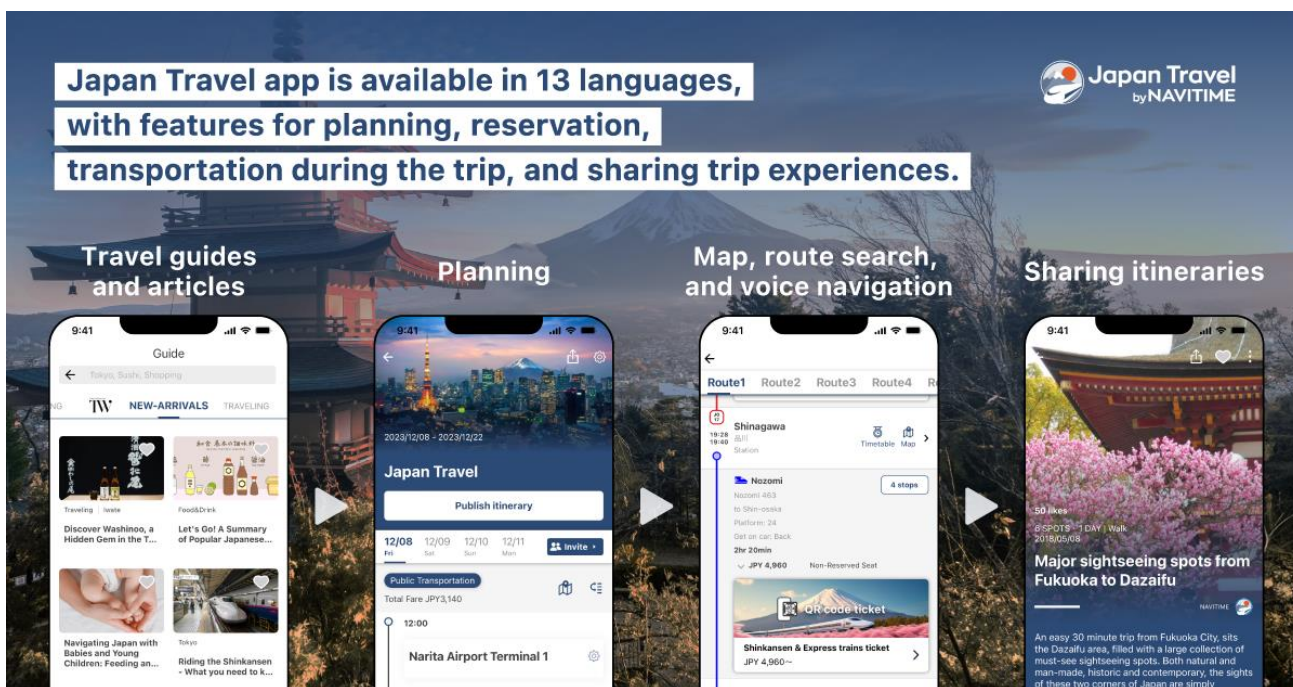 Japan Travel app is available in 13 languages,
with features for planning, reservation,
transportation during the trip, and sharing trip experiences.
Japan Travel
by NAVITIME
Travel guides
and articles
9:41
Guide
Tokyo, Sushi, Shopping
NG
TW
NEW-ARRIVALS
TRAVELING
Traveling | Iwate
Discover Washinoo, a
Hidden Gem in the T...
Food&Drink
Let's Go! A Summary
of Popular Japanese...
Navigating Japan with
Babies and Young
Children: Feeding an...
Tokyo
Riding the Shinkansen
- What you need to k...
Planning
9:41
2023/12/08 - 2023/12/22
Japan Travel
Publish itinerary
12/08 12/09 12/10 12/11
Fri Sat Sun Mon
Invite
Public Transportation
Total Fare JPY3,140
12:00
Narita Airport Terminal 1
Map, route search,
and voice navigation
9:41
Route1 Route2 Route3 Route4 R
19:28
19:40
Shinagawa
品川
Station
Timetable Map
Nozomi
4 stops
Nozomi 463
to Shin-osaka
Platform: 24
Get on car: Back
2hr 20min
JPY 4,960 Non-Reserved Seat
QR code ticket
Shinkansen & Express trains ticket
JPY 4,960～
Sharing itineraries
9:41
50 likes
6 SPOTS - 1 DAY | Walk
2018/05/08
Major sightseeing spots from
Fukuoka to Dazaifu
NAVITIME
An easy 30 minute trip from Fukuoka City, sits
the Dazaifu area, filled with a large collection of
must-see sightseeing spots. Both natural and
man-made, historic and contemporary, the sights
of these two corners of Japan are simply